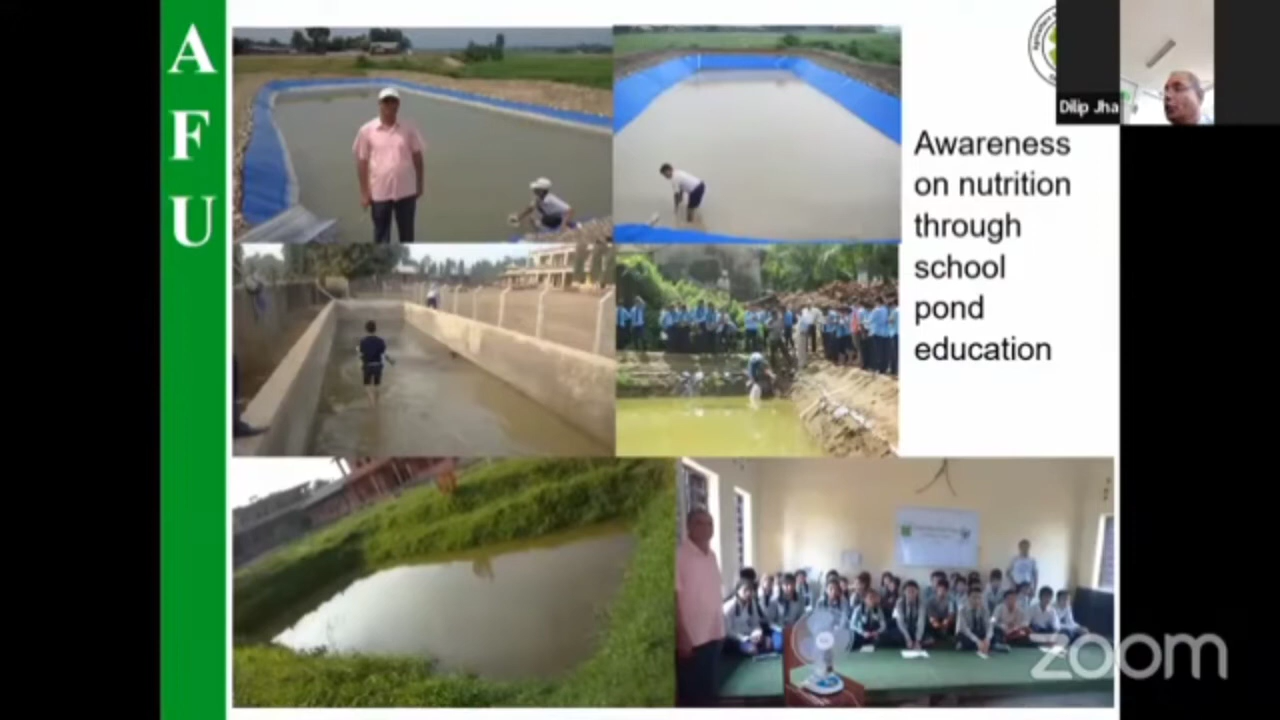 A
F
U
Dilip Jha
Awareness
on nutrition
through
school
pond
education
zoom